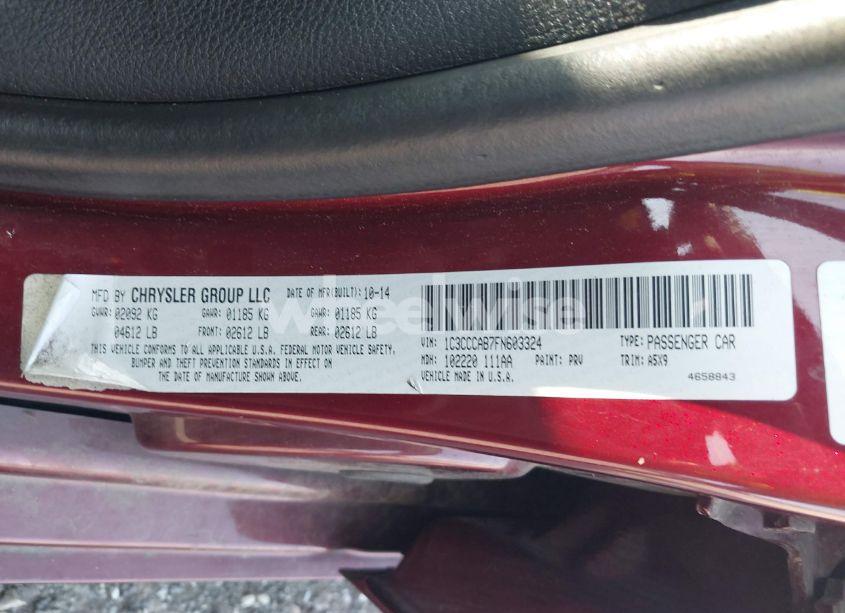 MFD BY CHRYSLER GROUP LLC DATE OF MFR(BUILT): 10-14
GVWR: 02092 KG GAWR: 01185 KG GAWR: 01185 KG
04612 LB FRONT: 02612 LB REAR: 02612 LB
THIS VEHICLE CONFORMS TO ALL APPLICABLE U.S.A. FEDERAL MOTOR VEHICLE SAFETY,
BUMPER AND THEFT PREVENTION STANDARDS IN EFFECT ON
THE DATE OF MANUFACTURE SHOWN ABOVE.
VIN: 1C3CCCAB7FN603324 TYPE: PASSENGER CAR
MDH: 102220 111AA PAINT: PRV TRIM: A5X9
VEHICLE MADE IN U.S.A. 4658843
wheelwise